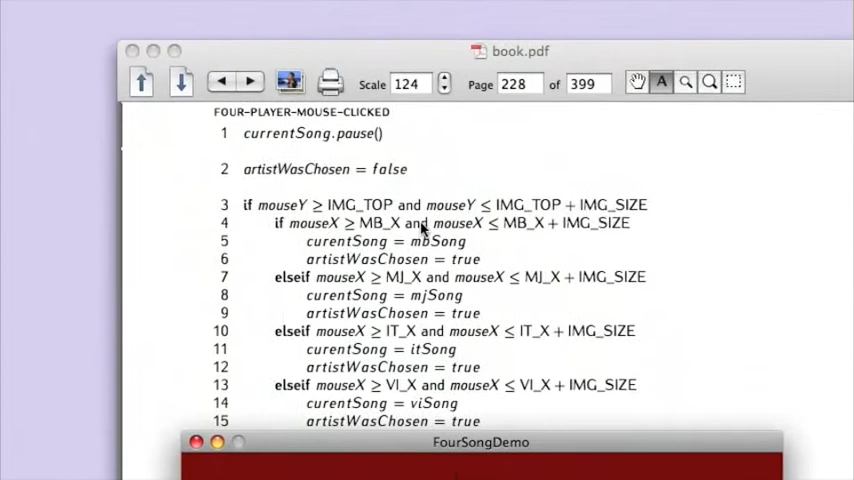 book.pdf
Scale 124 Page 228 of 399
A
FOUR-PLAYER-MOUSE-CLICKED
1 currentSong.pause()
2 artistWasChosen = false
3 if mouseY ≥ IMG_TOP and mouseY ≤ IMG_TOP + IMG_SIZE
4 if mouseX ≥ MB_X and mouseX ≤ MB_X + IMG_SIZE
5 curentSong = mbSong
6 artistWasChosen = true
7 elseif mouseX ≥ MJ_X and mouseX ≤ MJ_X + IMG_SIZE
8 curentSong = mjSong
9 artistWasChosen = true
10 elseif mouseX ≥ IT_X and mouseX ≤ IT_X + IMG_SIZE
11 curentSong = itSong
12 artistWasChosen = true
13 elseif mouseX ≥ VI_X and mouseX ≤ VI_X + IMG_SIZE
14 curentSong = viSong
15 artistWasChosen = true
FourSongDemo